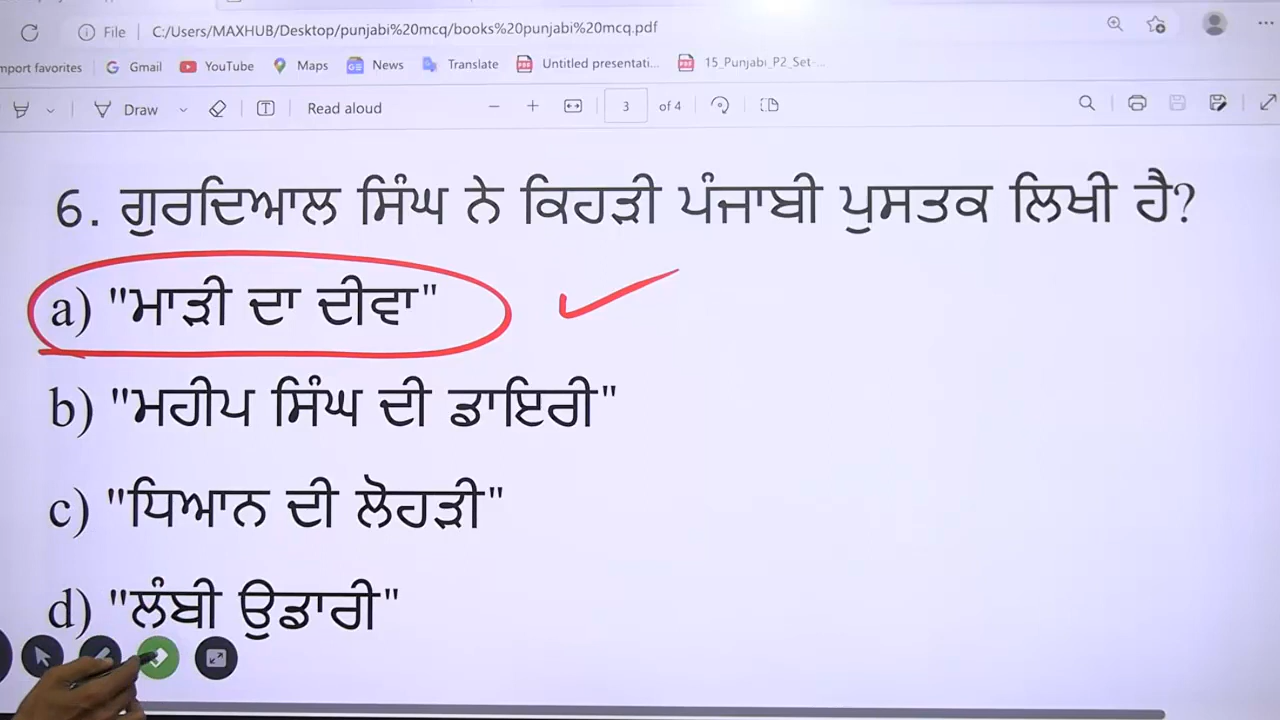 File C:/Users/MAXHUB/Desktop/punjabi%20mcq/books%20punjabi%20mcq.pdf
mport favorites Gmail YouTube Maps News Translate Untitled presentati... 15_Punjabi_P2_Set-...
Draw Read aloud 3 of 4
6. ਗੁਰਦਿਆਲ ਸਿੰਘ ਨੇ ਕਿਹੜੀ ਪੰਜਾਬੀ ਪੁਸਤਕ ਲਿਖੀ ਹੈ?
a) "ਮਾੜੀ ਦਾ ਦੀਵਾ"
b) "ਮਹੀਪ ਸਿੰਘ ਦੀ ਡਾਇਰੀ"
c) "ਧਿਆਨ ਦੀ ਲੋਹੜੀ"
d) "ਲੰਬੀ ਉਡਾਰੀ"